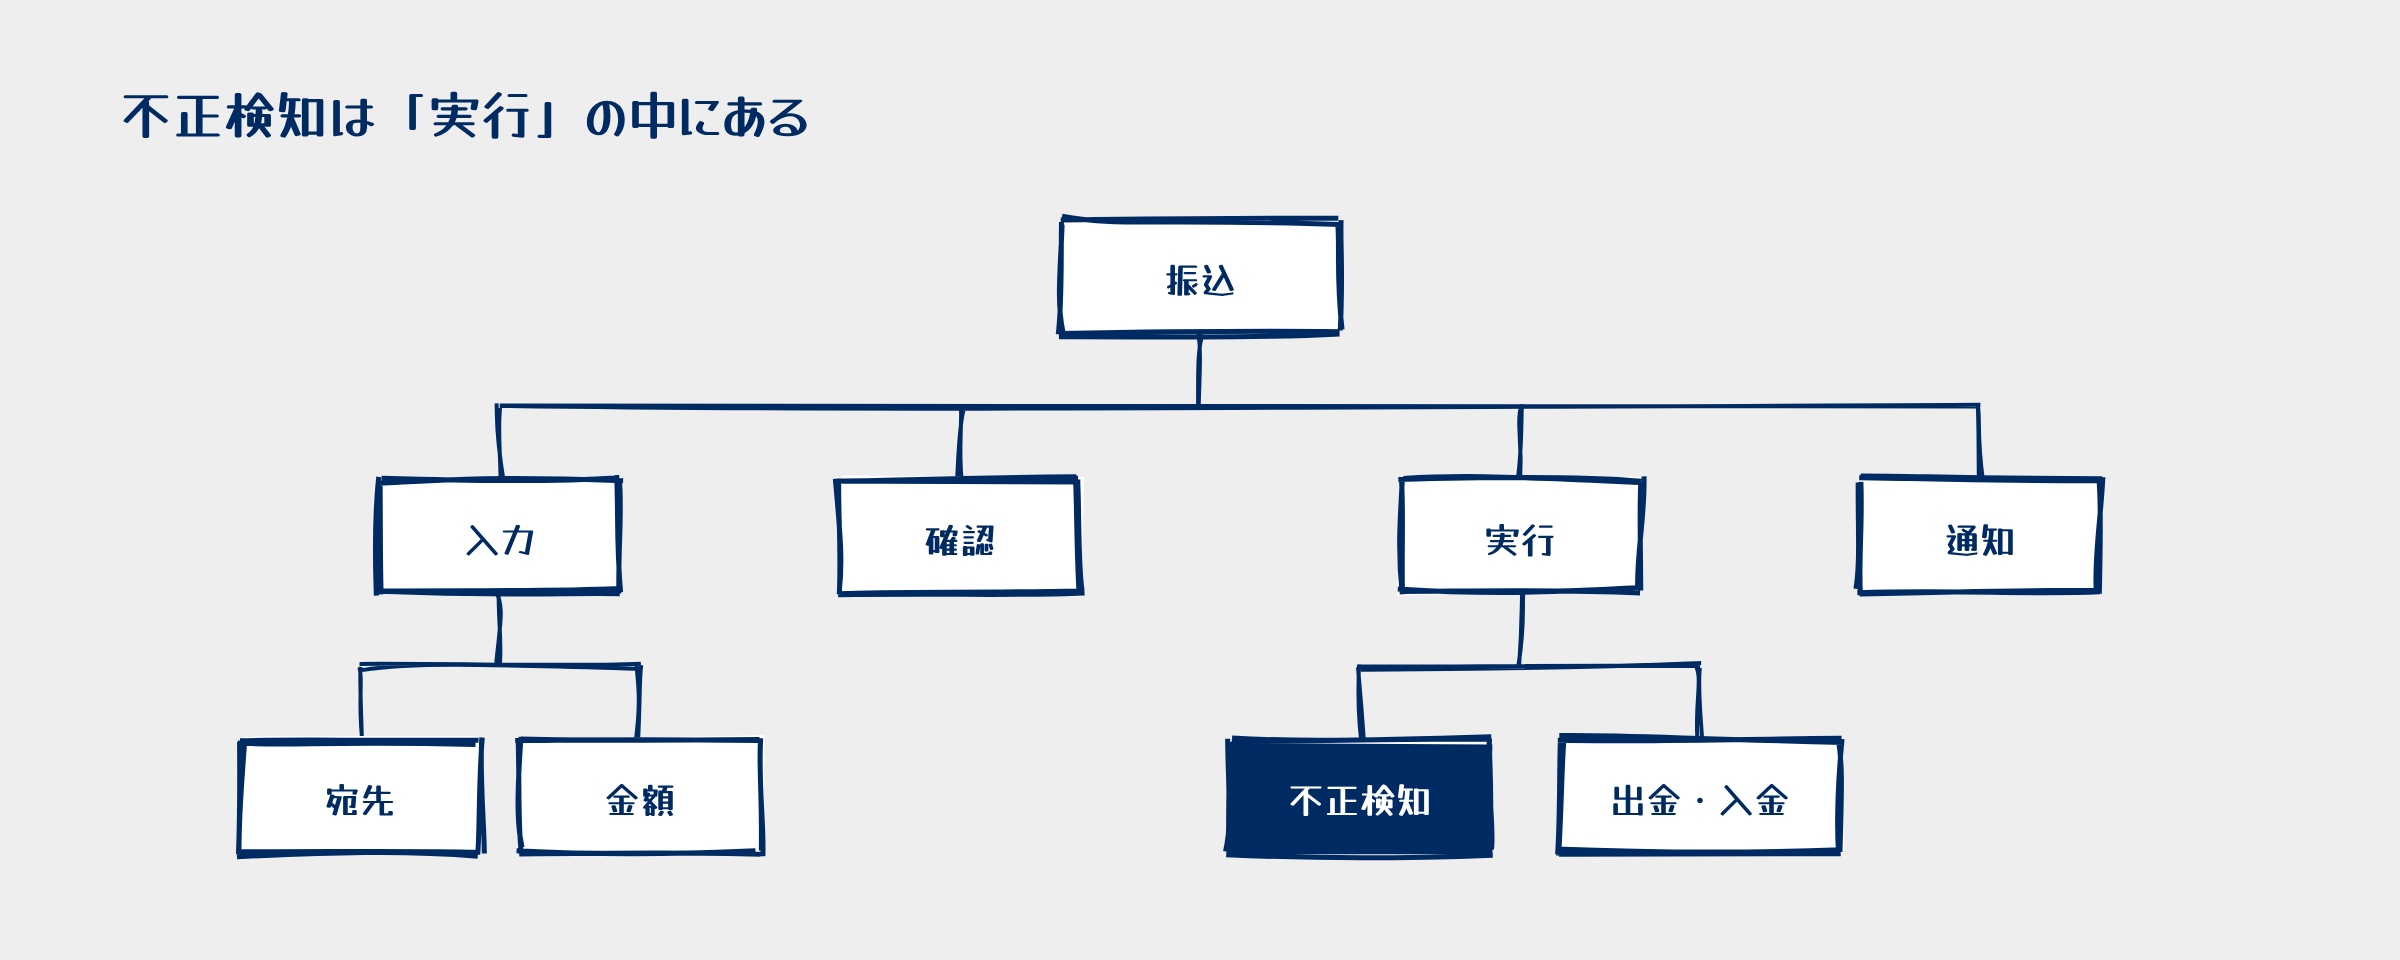 不正検知は「実行」の中にある
振込
入力
確認
実行
通知
宛先
金額
不正検知
出金・入金